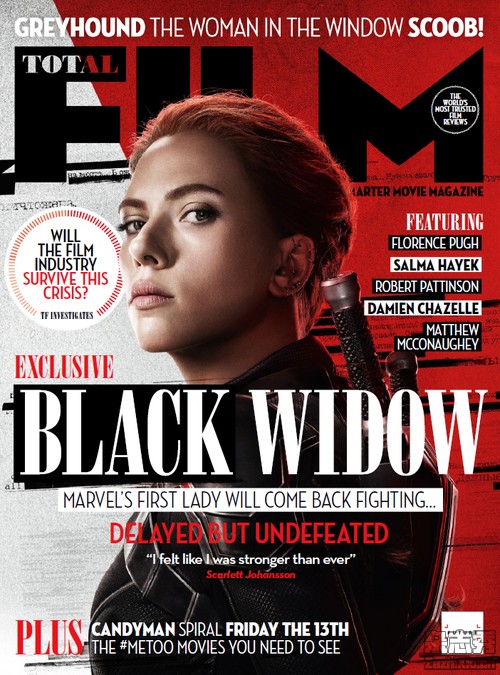 GREYHOUND THE WOMAN IN THE WINDOW SCOOB!
TOTAL
FILM
THE
WORLD'S
MOST TRUSTED
FILM
REVIEWS
ARTER MOVIE MAGAZINE
WILL
THE FILM
INDUSTRY
SURVIVE THIS
CRISIS?
TF INVESTIGATES
FEATURING
FLORENCE PUGH
SALMA HAYEK
ROBERT PATTINSON
DAMIEN CHAZELLE
MATTHEW
MCCONAUGHEY
EXCLUSIVE
BLACK WIDOW
MARVEL'S FIRST LADY WILL COME BACK FIGHTING...
DELAYED BUT UNDEFEATED
“I felt like I was stronger than ever”
Scarlett Johansson
PLUS CANDYMAN SPIRAL FRIDAY THE 13TH
THE #METOO MOVIES YOU NEED TO SEE